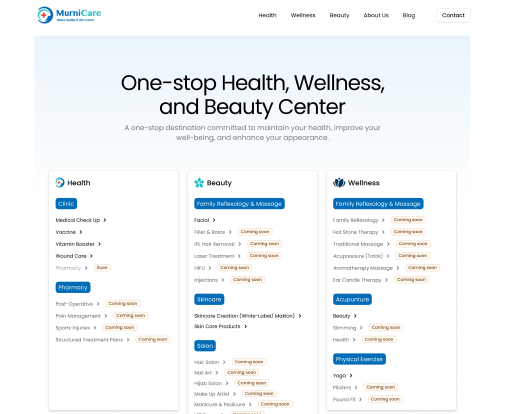 MurniCare
Health
Wellness
Beauty
About Us
Blog
Contact
One-stop Health, Wellness,
and Beauty Center
A one-stop destination committed to maintain your health, improve your
well-being, and enhance your appearance.
Health
Clinic
Medical Check Up >
Vaccine >
Vitamin Booster >
Wound Care >
Pharmacy > Soon
Pharmacy
Post-Operative > Coming soon
Pain Management > Coming soon
Sports Injuries > Coming soon
Structured Treatment Plans > Coming soon
Beauty
Family Reflexology & Massage
Facial >
Filler & Botox > Coming soon
IPL Hair Removal > Coming soon
Laser Treatment > Coming soon
HIFU > Coming soon
Injections > Coming soon
Skincare
Skincare Creation (White-Label/ Maklon) >
Skin Care Products >
Salon
Hair Salon > Coming soon
Nail Art > Coming soon
Hijab Salon > Coming soon
Make Up Artist > Coming soon
Manicure & Pedicure > Coming soon
Coming soon
Wellness
Family Reflexology & Massage
Family Reflexology > Coming soon
Hot Stone Therapy > Coming soon
Traditional Massage > Coming soon
Acupressure (Totok) > Coming soon
Aromatherapy Massage > Coming soon
Ear Candle Therapy > Coming soon
Acupunture
Beauty >
Slimming > Coming soon
Health > Coming soon
Physical Exercise
Yoga >
Pilates > Coming soon
Pound Fit > Coming soon